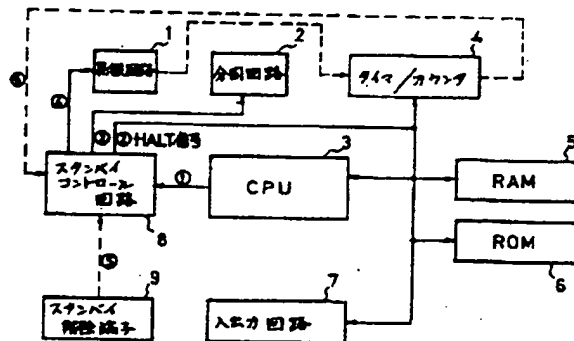 1
2
4
発振回路
分周回路
タイマ/カウンタ
⑥
④
③
②HALT信号
3
5
スタンバイ
コントロール
回路
①
CPU
RAM
8
ROM
⑤
6
9
7
スタンバイ
解除端子
入出力回路